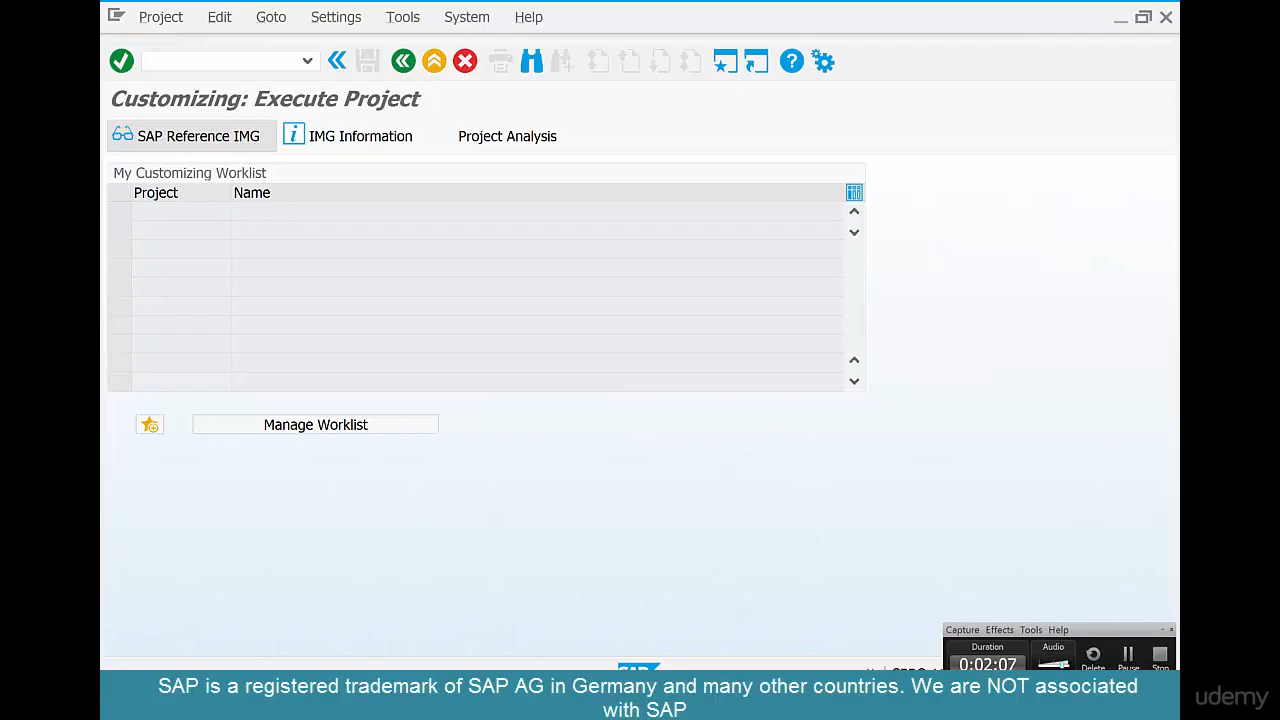 Project Edit Goto Settings Tools System Help
Customizing: Execute Project
SAP Reference IMG i IMG Information Project Analysis
My Customizing Worklist
Project Name
Manage Worklist
Capture Effects Tools Help
Duration Audio
0:02:07 Delete Pause Stop
SAP
SAP is a registered trademark of SAP AG in Germany and many other countries. We are NOT associated
with SAP
udemy